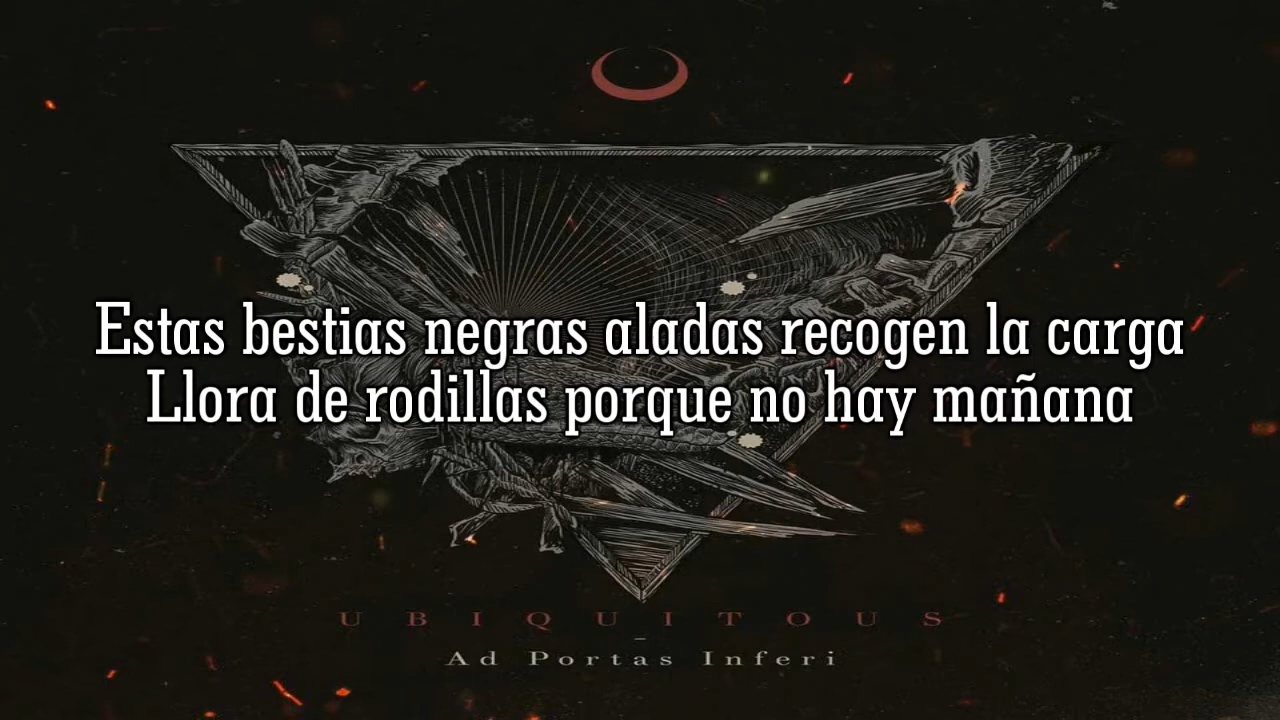 Estas bestias negras aladas recogen la carga
Llora de rodillas porque no hay mañana
UBIQUITOUS
Ad Portas Inferi